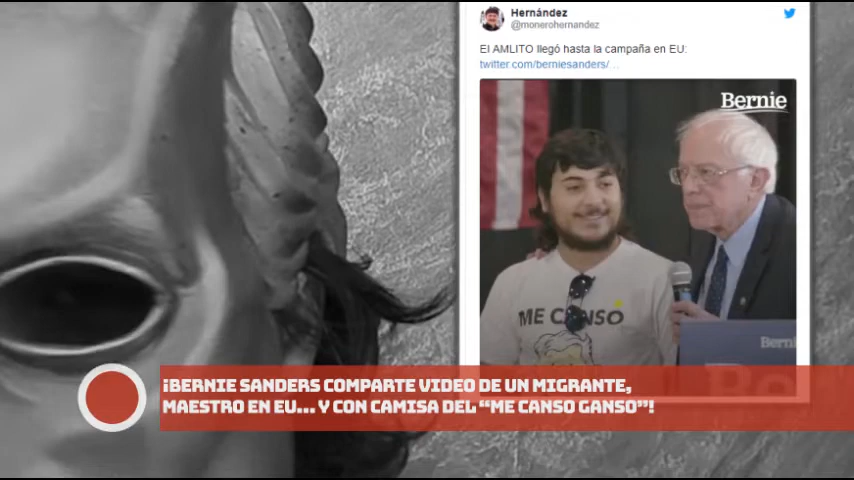 Hernández
@monerohernandez
El AMLITO llegó hasta la campaña en EU:
twitter.com/berniesanders/…
Bernie
ME CANSO
Bernie
¡BERNIE SANDERS COMPARTE VIDEO DE UN MIGRANTE,
MAESTRO EN EU... Y CON CAMISA DEL “ME CANSO GANSO”!